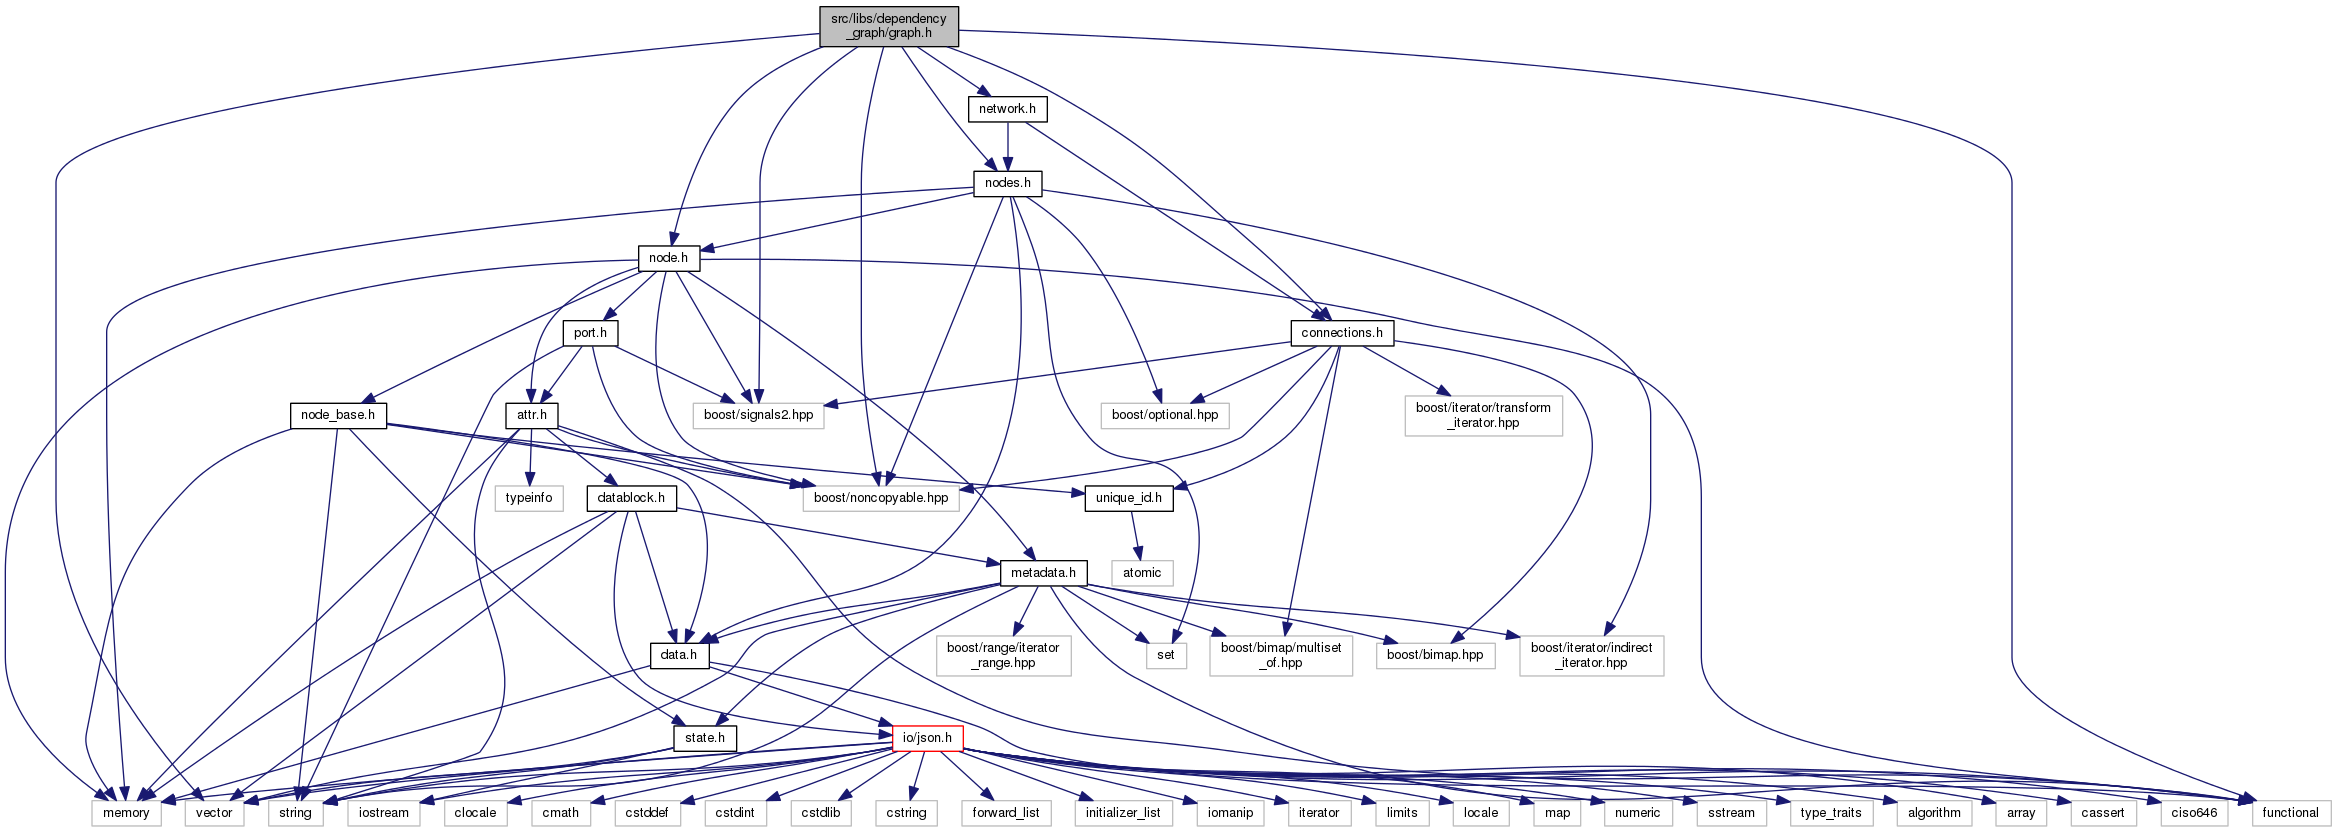 src/libs/dependency
_graph/graph.h
network.h
nodes.h
node.h
port.h
connections.h
node_base.h
attr.h
boost/signals2.hpp
boost/optional.hpp
boost/iterator/transform
_iterator.hpp
typeinfo
datablock.h
boost/noncopyable.hpp
unique_id.h
metadata.h
atomic
data.h
boost/range/iterator
_range.hpp
set
boost/bimap/multiset
_of.hpp
boost/bimap.hpp
boost/iterator/indirect
_iterator.hpp
state.h
io/json.h
memory
vector
string
iostream
clocale
cmath
cstddef
cstdint
cstdlib
cstring
forward_list
initializer_list
iomanip
iterator
limits
locale
map
numeric
sstream
type_traits
algorithm
array
cassert
ciso646
functional